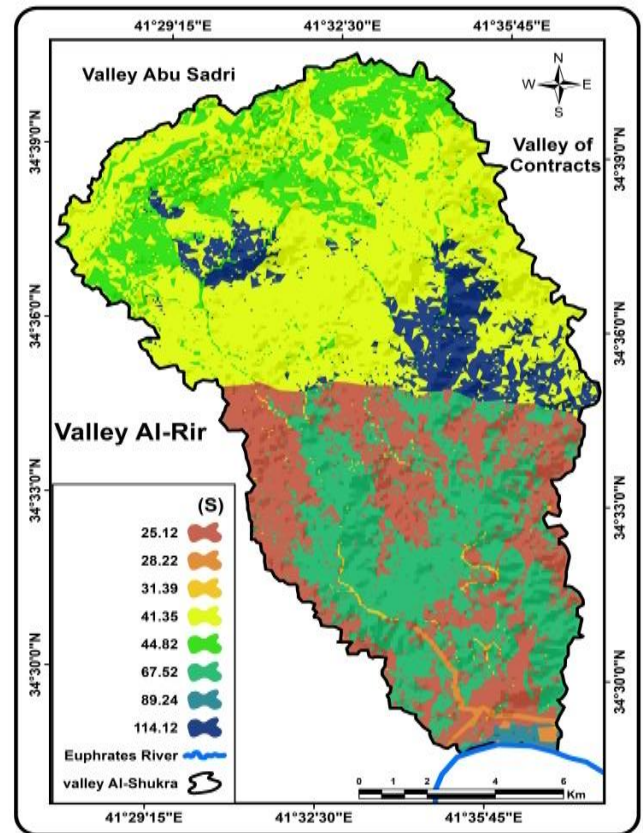 41°29'15"E 41°32'30"E 41°35'45"E
Valley Abu Sadri
N
W E
S
Valley of
Contracts
34°39'0"N 34°39'0"N
34°36'0"N 34°36'0"N
Valley Al-Rir
34°33'0"N 34°33'0"N
34°30'0"N 34°30'0"N
(S)
25.12
28.22
31.39
41.35
44.82
67.52
89.24
114.12
Euphrates River
valley Al-Shukra
0 1 2 4 6
Km
41°29'15"E 41°32'30"E 41°35'45"E